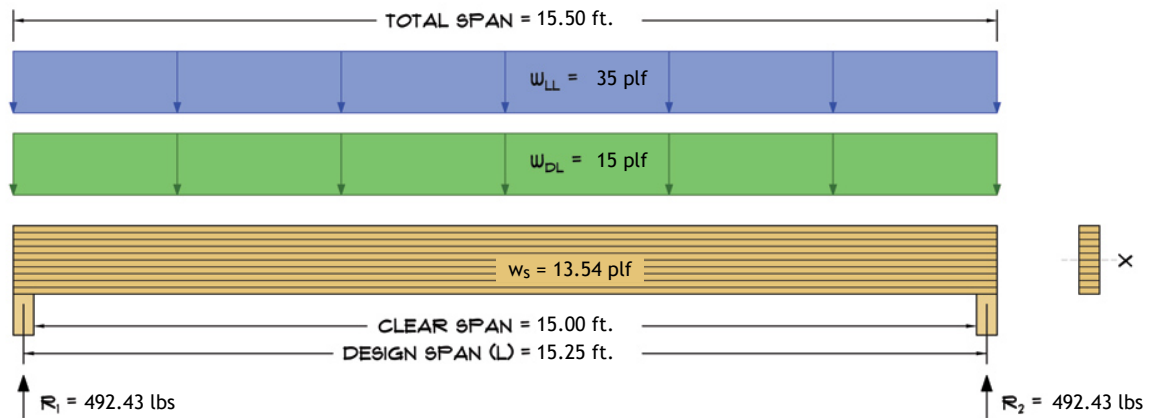 TOTAL SPAN = 15.50 ft.
WLL = 35 plf
WDL = 15 plf
ws = 13.54 plf
X
CLEAR SPAN = 15.00 ft.
DESIGN SPAN (L) = 15.25 ft.
R1 = 492.43 lbs
R2 = 492.43 lbs